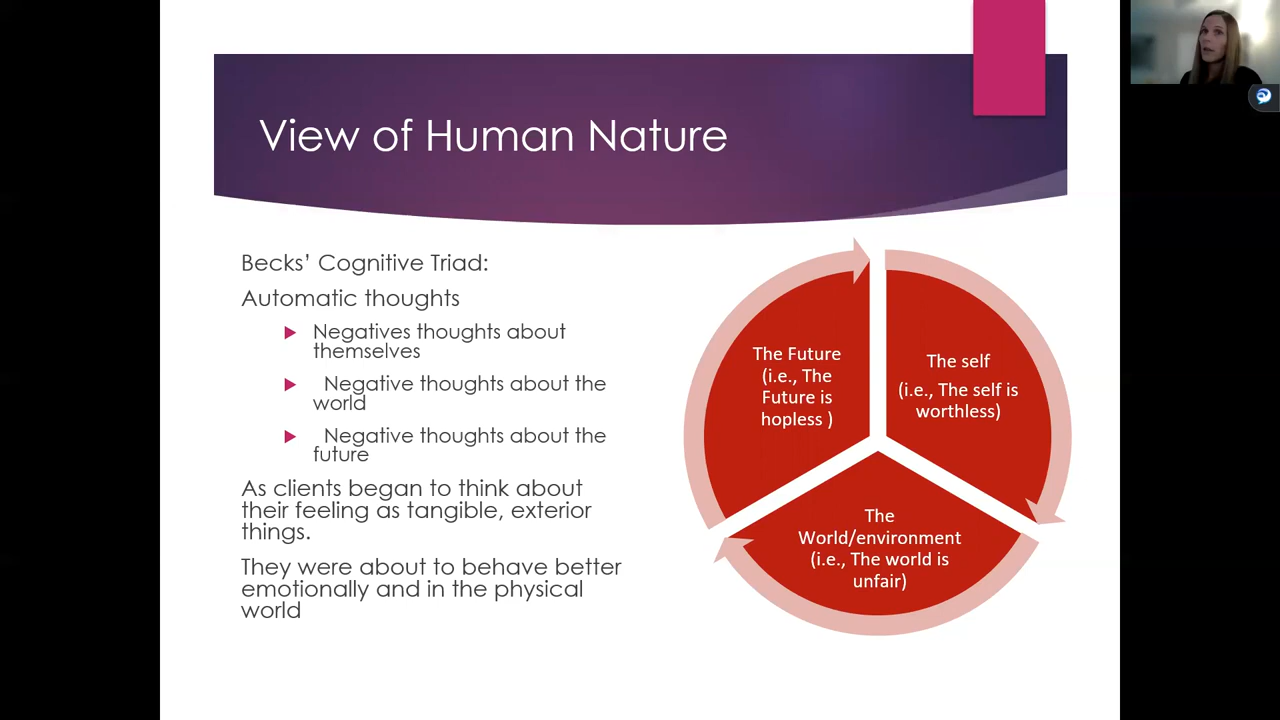 View of Human Nature
Becks’ Cognitive Triad:
Automatic thoughts
Negatives thoughts about
themselves
Negative thoughts about the
world
Negative thoughts about the
future
As clients began to think about
their feeling as tangible, exterior
things.
They were about to behave better
emotionally and in the physical
world
The Future
(i.e., The
Future is
hopless )
The self
(i.e., The self is
worthless)
The
World/environment
(i.e., The world is
unfair)